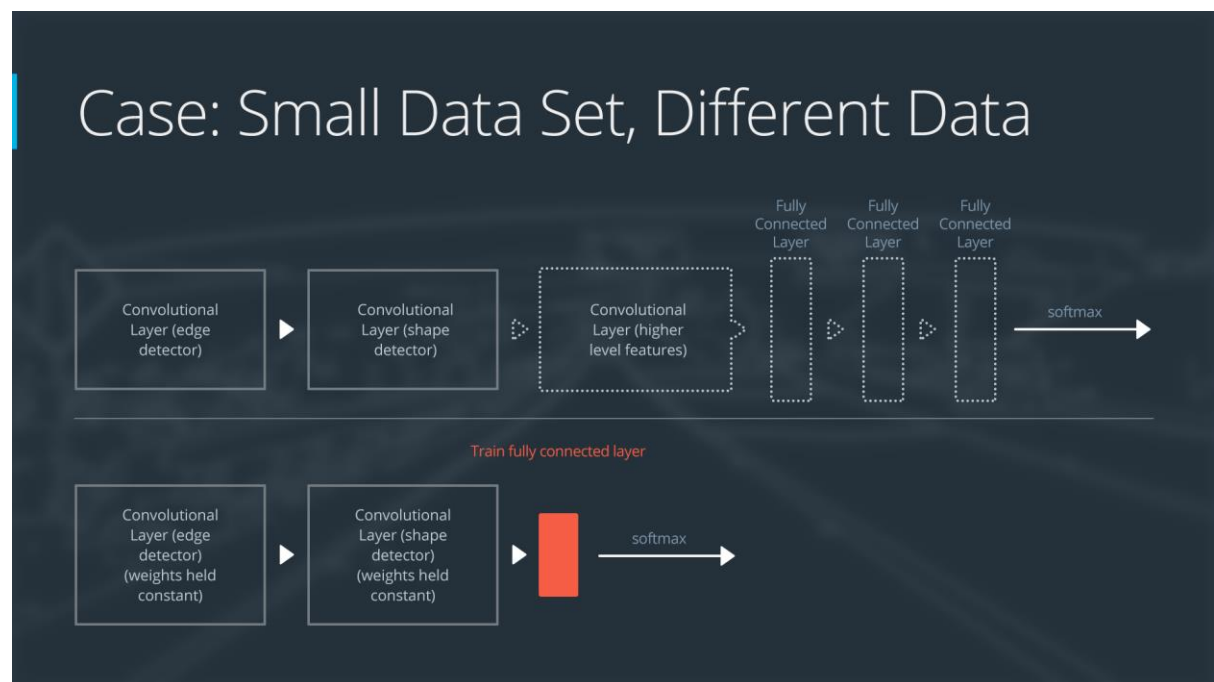 Case: Small Data Set, Different Data
Fully
Connected
Layer
Fully
Connected
Layer
Fully
Connected
Layer
Convolutional
Layer (edge
detector)
Convolutional
Layer (shape
detector)
Convolutional
Layer (higher
level features)
softmax
Train fully connected layer
Convolutional
Layer (edge
detector)
(weights held
constant)
Convolutional
Layer (shape
detector)
(weights held
constant)
softmax